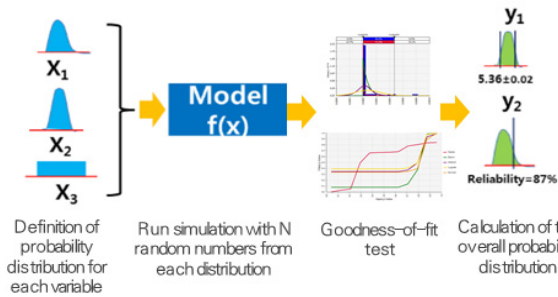 X1
X2
X3
Model
f(x)
y1
5.36±0.02
y2
Reliability=87%
Definition of
probability
distribution for
each variable
Run simulation with N
random numbers from
each distribution
Goodness-of-fit
test
Calculation of t
overall probabi
distribution